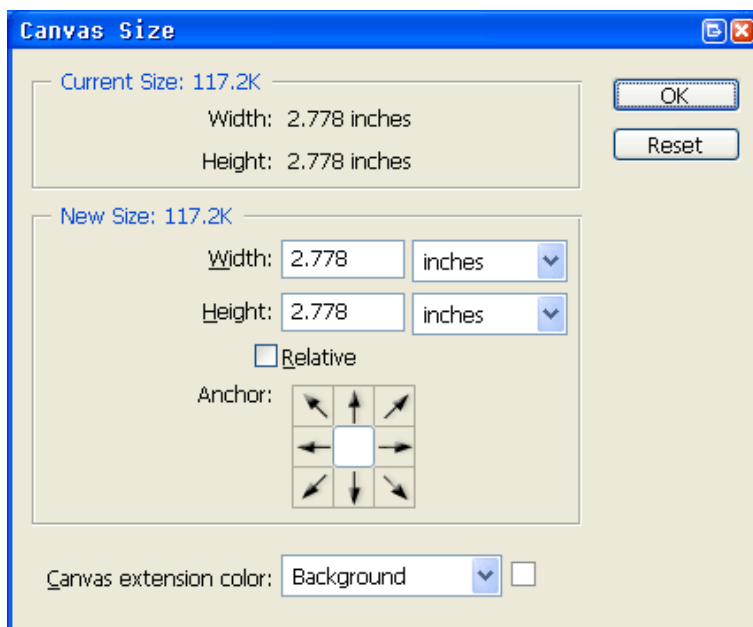 Canvas Size
Current Size: 117.2K
Width: 2.778 inches
Height: 2.778 inches
OK
Reset
New Size: 117.2K
Width: 2.778 inches
Height: 2.778 inches
Relative
Anchor:
Canvas extension color: Background